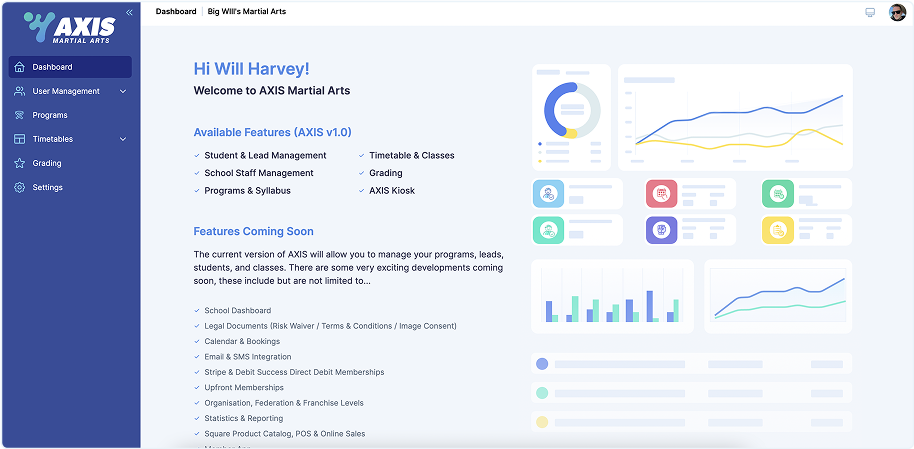 AXIS
MARTIAL ARTS
Dashboard
User Management
Programs
Timetables
Grading
Settings
Dashboard | Big Will's Martial Arts
Hi Will Harvey!
Welcome to AXIS Martial Arts
Available Features (AXIS v1.0)
Student & Lead Management
Timetable & Classes
School Staff Management
Grading
Programs & Syllabus
AXIS Kiosk
Features Coming Soon
The current version of AXIS will allow you to manage your programs, leads,
students, and classes. There are some very exciting developments coming
soon, these include but are not limited to...
School Dashboard
Legal Documents (Risk Waiver / Terms & Conditions / Image Consent)
Calendar & Bookings
Email & SMS Integration
Stripe & Debit Success Direct Debit Memberships
Upfront Memberships
Organisation, Federation & Franchise Levels
Statistics & Reporting
Square Product Catalog, POS & Online Sales